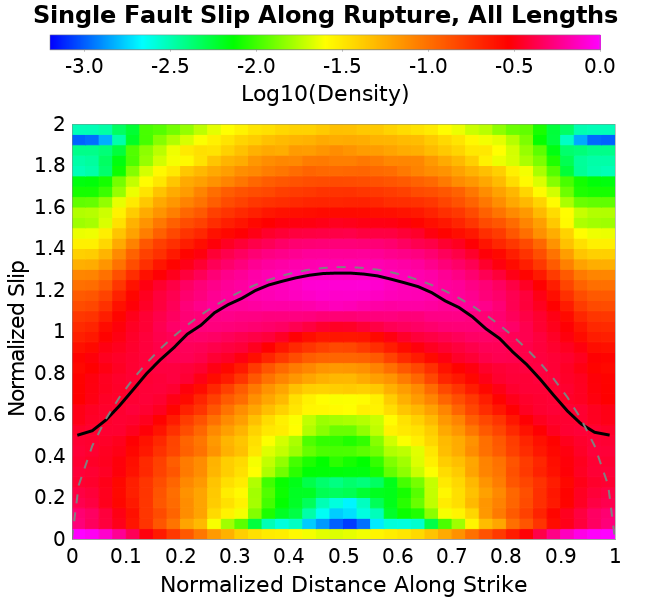 Single Fault Slip Along Rupture, All Lengths
-3.0 -2.5 -2.0 -1.5 -1.0 -0.5 0.0
Log10(Density)
2
1.8
1.6
1.4
1.2
1
0.8
0.6
0.4
0.2
0
Normalized Slip
0 0.1 0.2 0.3 0.4 0.5 0.6 0.7 0.8 0.9 1
Normalized Distance Along Strike